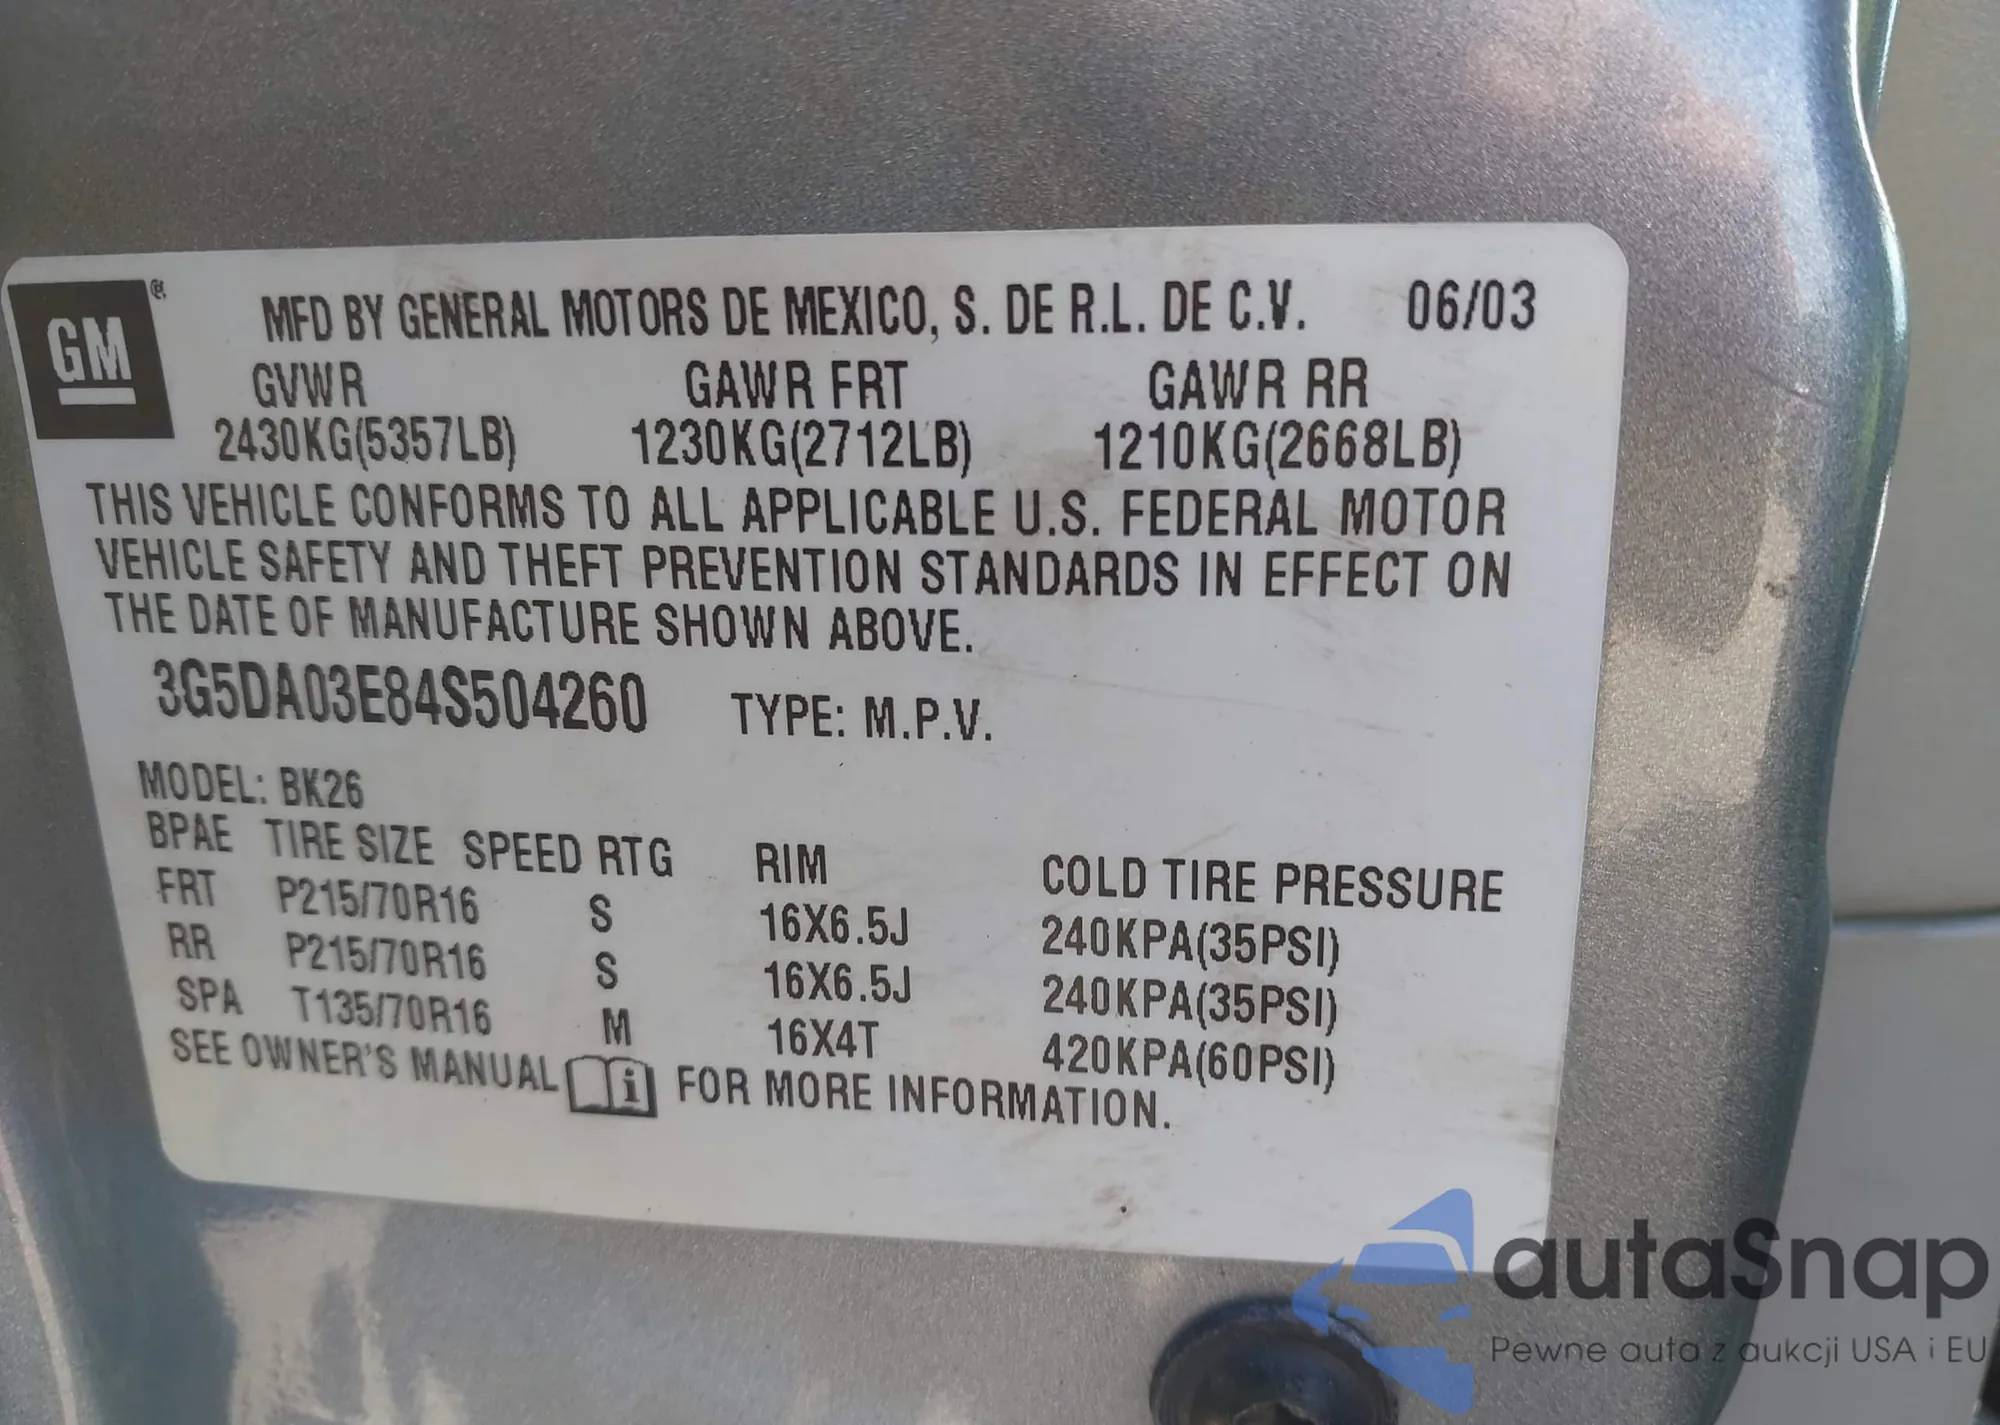 GM®
MFD BY GENERAL MOTORS DE MEXICO, S. DE R.L. DE C.V. 06/03
GVWR GAWR FRT GAWR RR
2430KG(5357LB) 1230KG(2712LB) 1210KG(2668LB)
THIS VEHICLE CONFORMS TO ALL APPLICABLE U.S. FEDERAL MOTOR
VEHICLE SAFETY AND THEFT PREVENTION STANDARDS IN EFFECT ON
THE DATE OF MANUFACTURE SHOWN ABOVE.
3G5DA03E84S504260 TYPE: M.P.V.
MODEL: BK26
BPAE TIRE SIZE SPEED RTG RIM COLD TIRE PRESSURE
FRT P215/70R16 S 16X6.5J 240KPA(35PSI)
RR P215/70R16 S 16X6.5J 240KPA(35PSI)
SPA T135/70R16 M 16X4T 420KPA(60PSI)
SEE OWNER'S MANUAL i FOR MORE INFORMATION.
autaSnap
Pewne auta z aukcji USA i EU